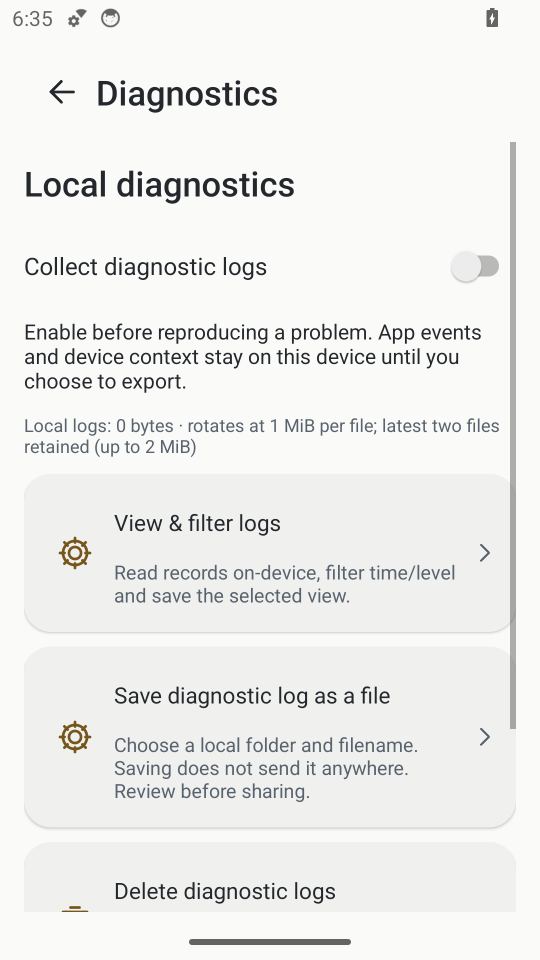 6:35
Diagnostics
Local diagnostics
Collect diagnostic logs
Enable before reproducing a problem. App events
and device context stay on this device until you
choose to export.
Local logs: 0 bytes · rotates at 1 MiB per file; latest two files
retained (up to 2 MiB)
View & filter logs
Read records on-device, filter time/level
and save the selected view.
Save diagnostic log as a file
Choose a local folder and filename.
Saving does not send it anywhere.
Review before sharing.
Delete diagnostic logs